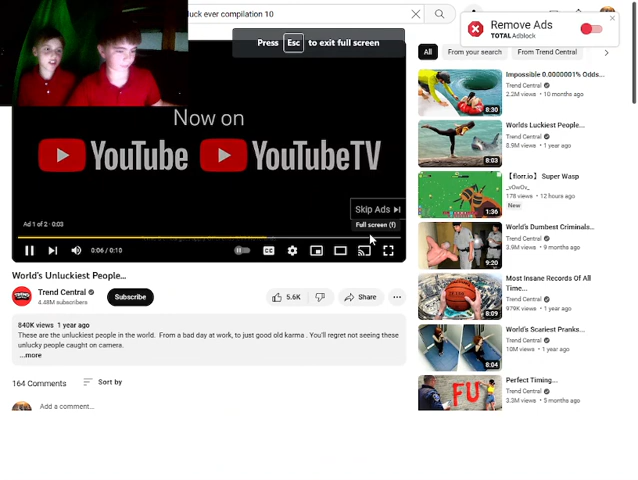 luck ever compilation 10
Press Esc to exit full screen
Remove Ads
TOTAL Adblock
Now on
YouTube YouTubeTV
Skip Ads
Ad 1 of 2 · 0:03
Full screen (f)
0:06 / 0:10
CC
World's Unluckiest People...
Trend Central
4.48M subscribers
Subscribe
5.6K
Share
840K views 1 year ago
These are the unluckiest people in the world. From a bad day at work, to just good old karma . You'll regret not seeing these
unlucky people caught on camera.
...more
164 Comments
Sort by
Add a comment...
All
From your search
From Trend Central
Impossible 0.0000001% Odds...
Trend Central
2.2M views • 10 months ago
8:30
Worlds Luckiest People...
Trend Central
8.9M views • 1 year ago
8:03
【florr.io】 Super Wasp
_vOwOv_
178 views • 12 hours ago
New
1:36
World's Dumbest Criminals...
Trend Central
3.9M views • 9 months ago
9:20
Most Insane Records Of All
Time...
Trend Central
979K views • 1 year ago
8:09
World's Scariest Pranks...
Trend Central
10M views • 1 year ago
8:04
Perfect Timing...
Trend Central
3.3M views • 5 months ago
FU